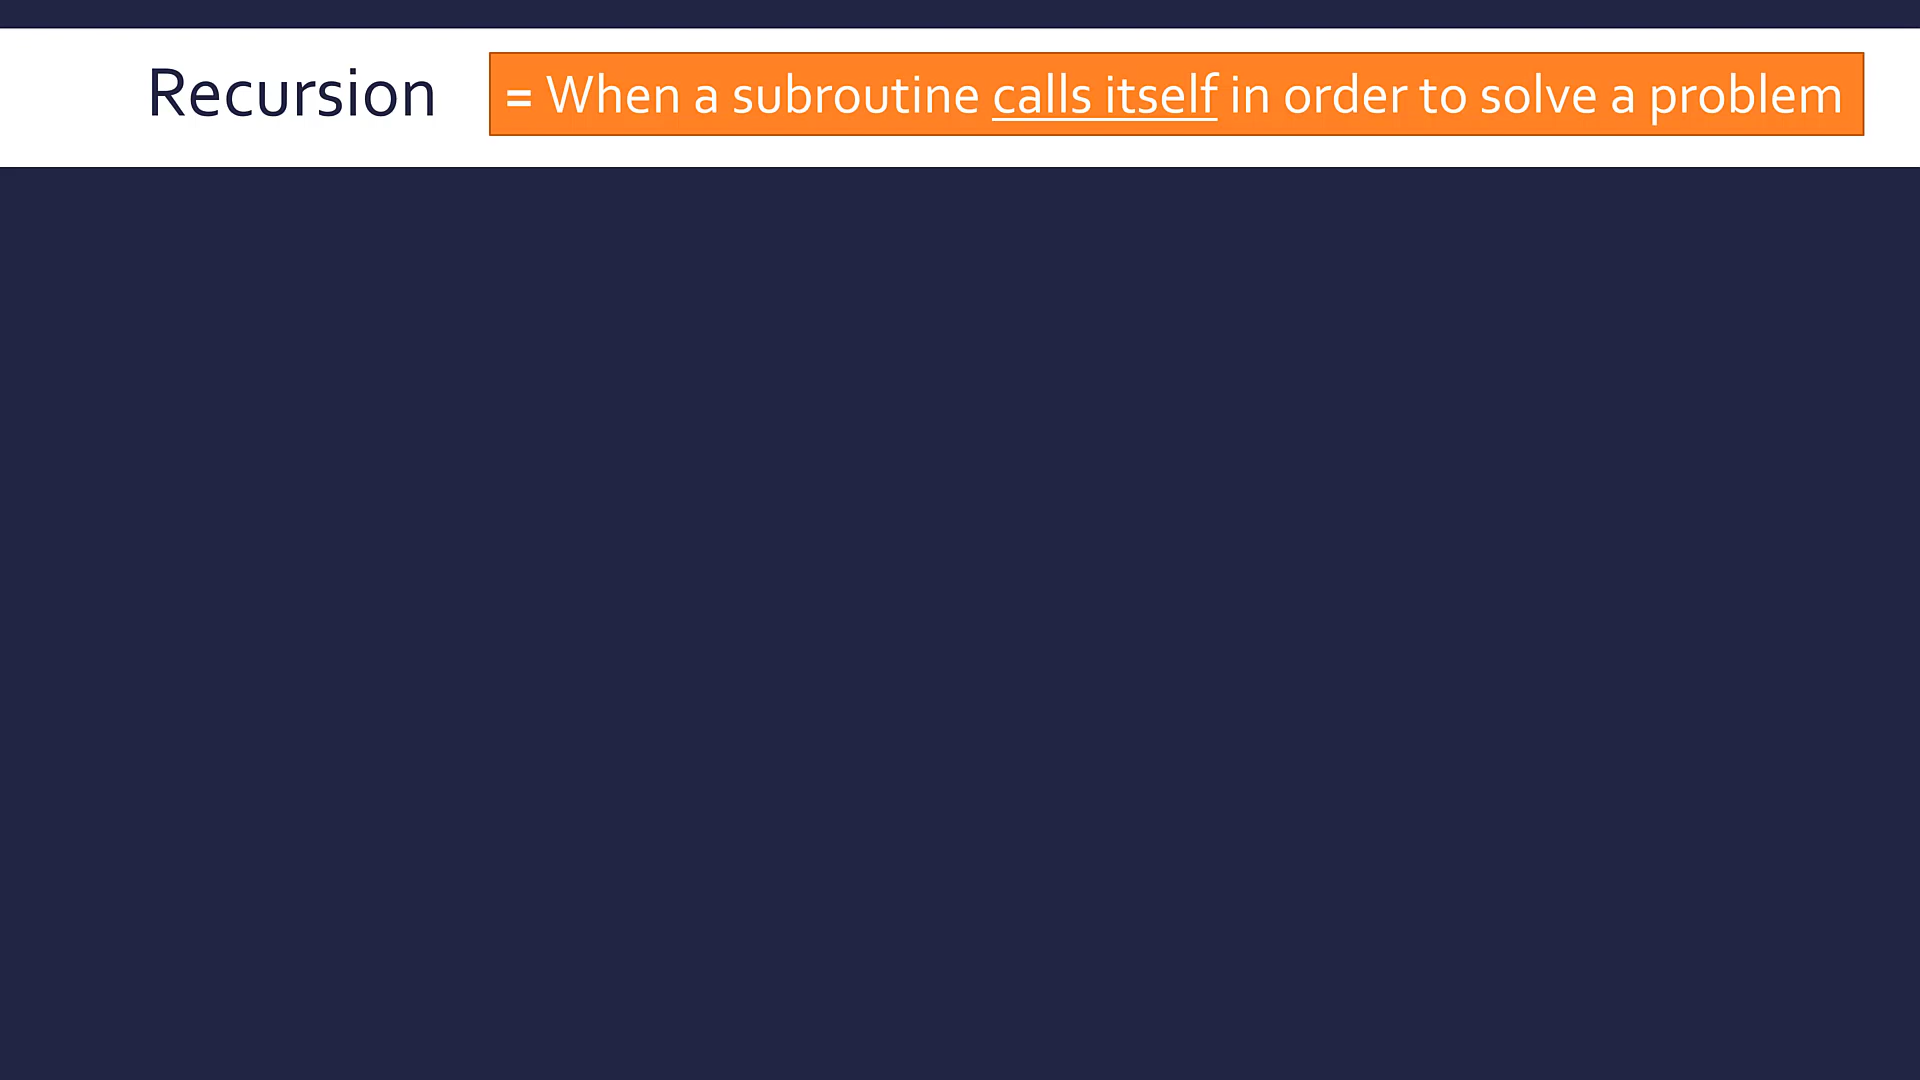 Recursion = When a subroutine calls itself in order to solve a problem